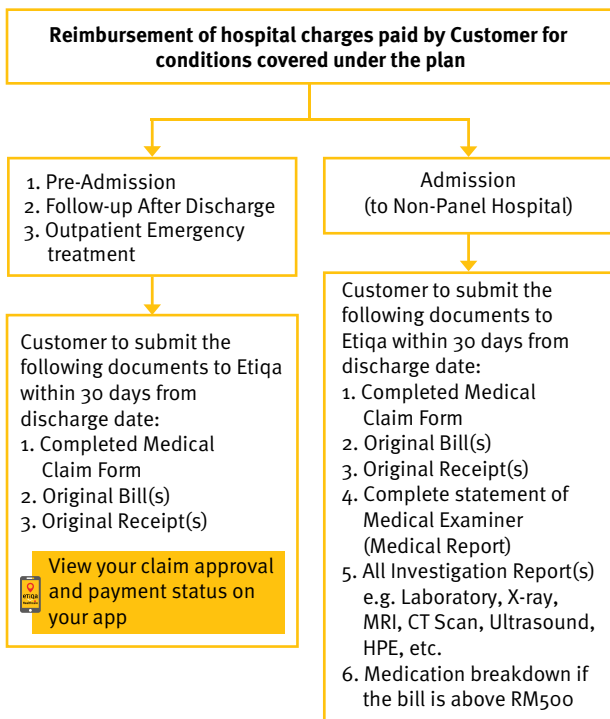 Reimbursement of hospital charges paid by Customer for
conditions covered under the plan
1. Pre-Admission
2. Follow-up After Discharge
3. Outpatient Emergency
treatment
Admission
(to Non-Panel Hospital)
Customer to submit the
following documents to Etiqa
within 30 days from
discharge date:
1. Completed Medical
Claim Form
2. Original Bill(s)
3. Original Receipt(s)
etiqa
View your claim approval
and payment status on
your app
Customer to submit the
following documents to
Etiqa within 30 days from
discharge date:
1. Completed Medical
Claim Form
2. Original Bill(s)
3. Original Receipt(s)
4. Complete statement of
Medical Examiner
(Medical Report)
5. All Investigation Report(s)
e.g. Laboratory, X-ray,
MRI, CT Scan, Ultrasound,
HPE, etc.
6. Medication breakdown if
the bill is above RM500